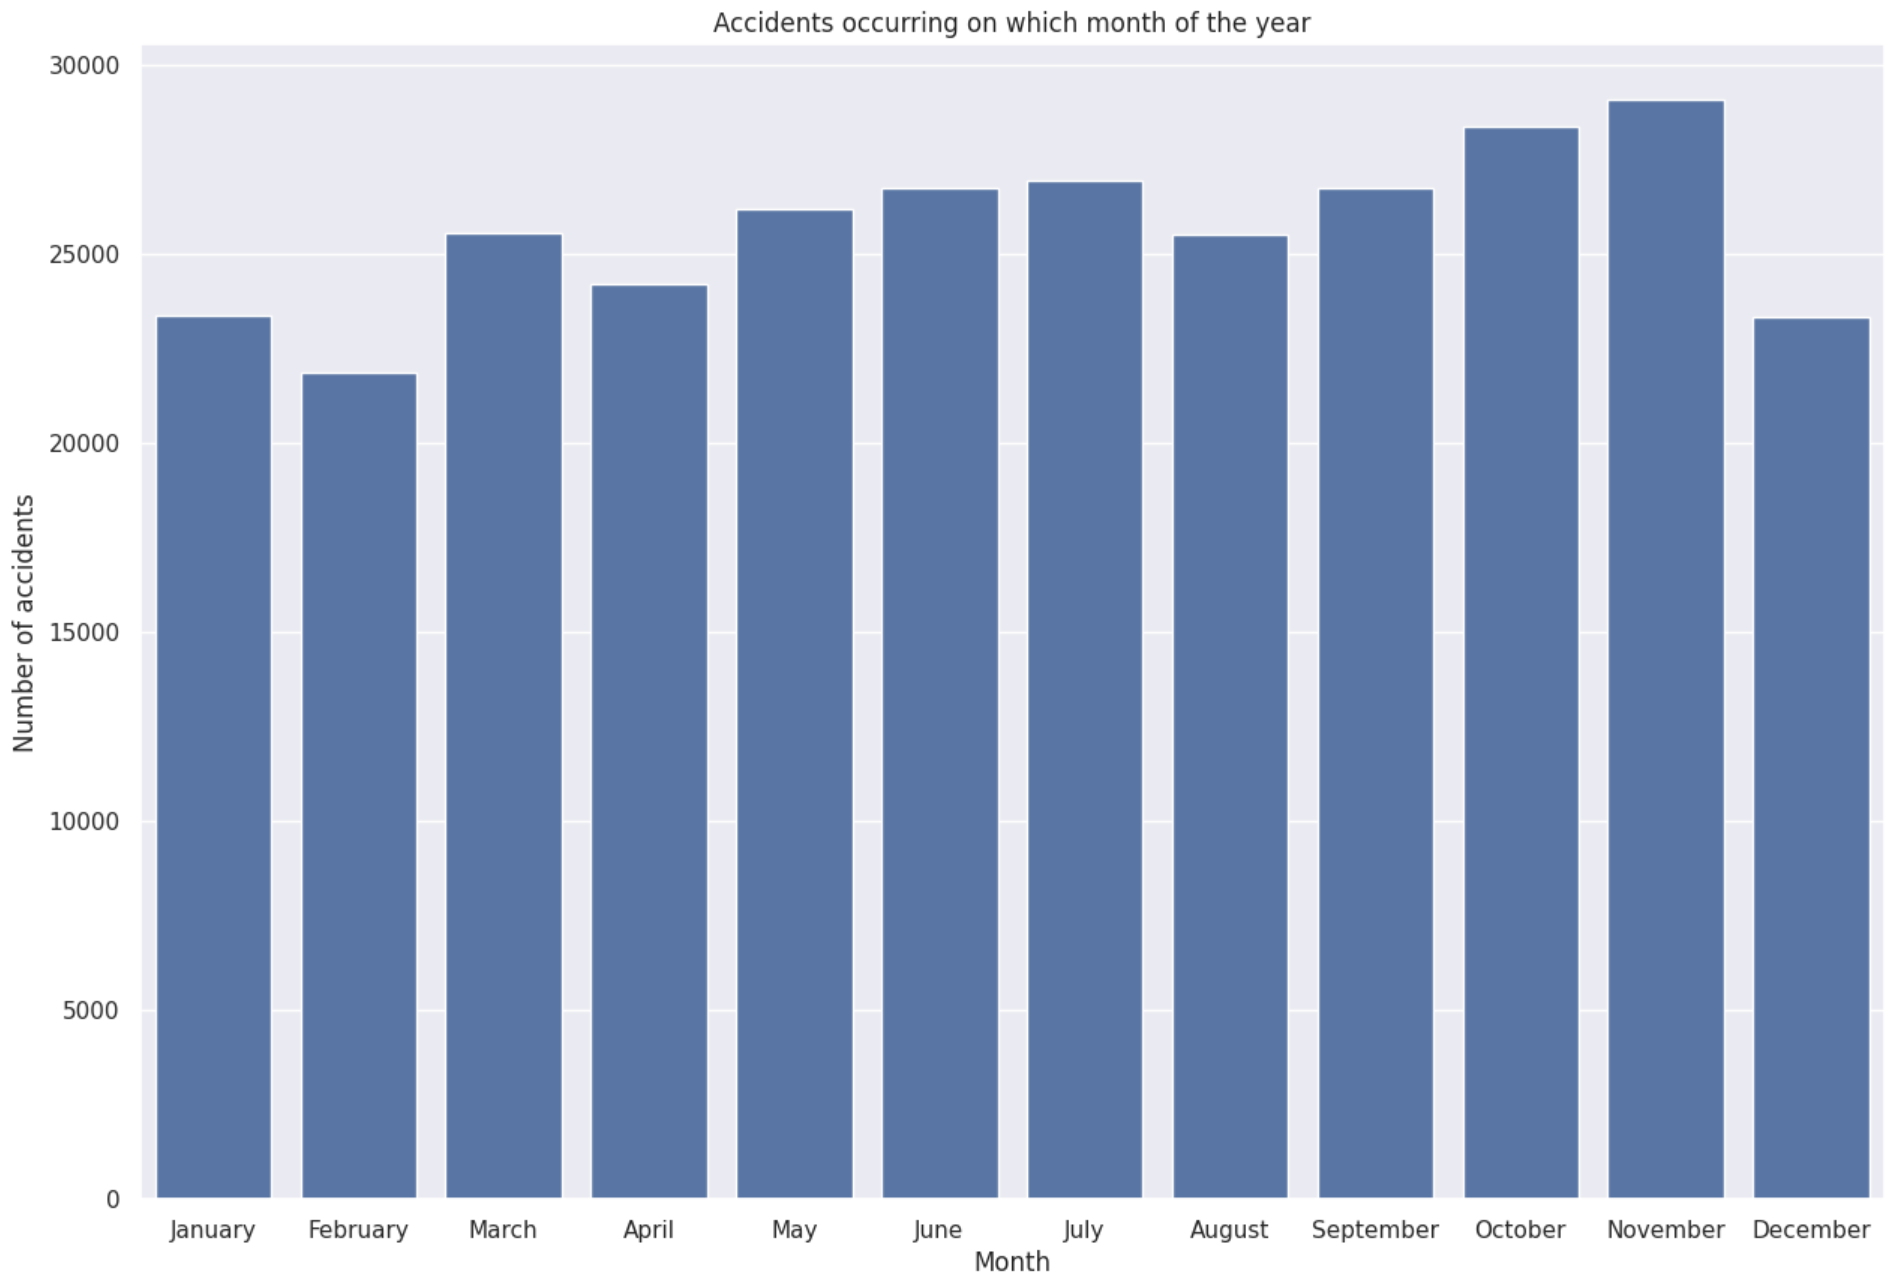 Accidents occurring on which month of the year
30000
25000
20000
15000
10000
5000
0
Number of accidents
January February March April May June July August September October November December
Month